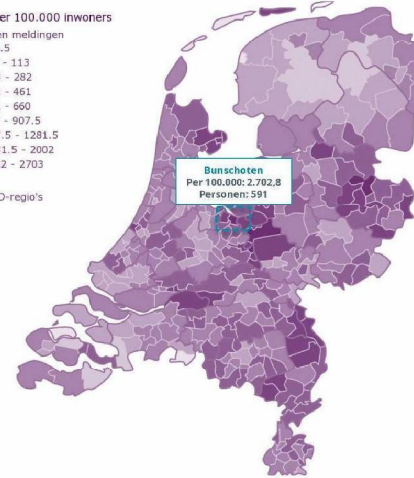 er 100.000 inwoners
en meldingen
.5
- 113
- 282
- 461
- 660
- 907.5
.5 - 1281.5
1.5 - 2002
2 - 2703
D-regio's
Bunschoten
Per 100.000: 2.702,8
Personen: 591